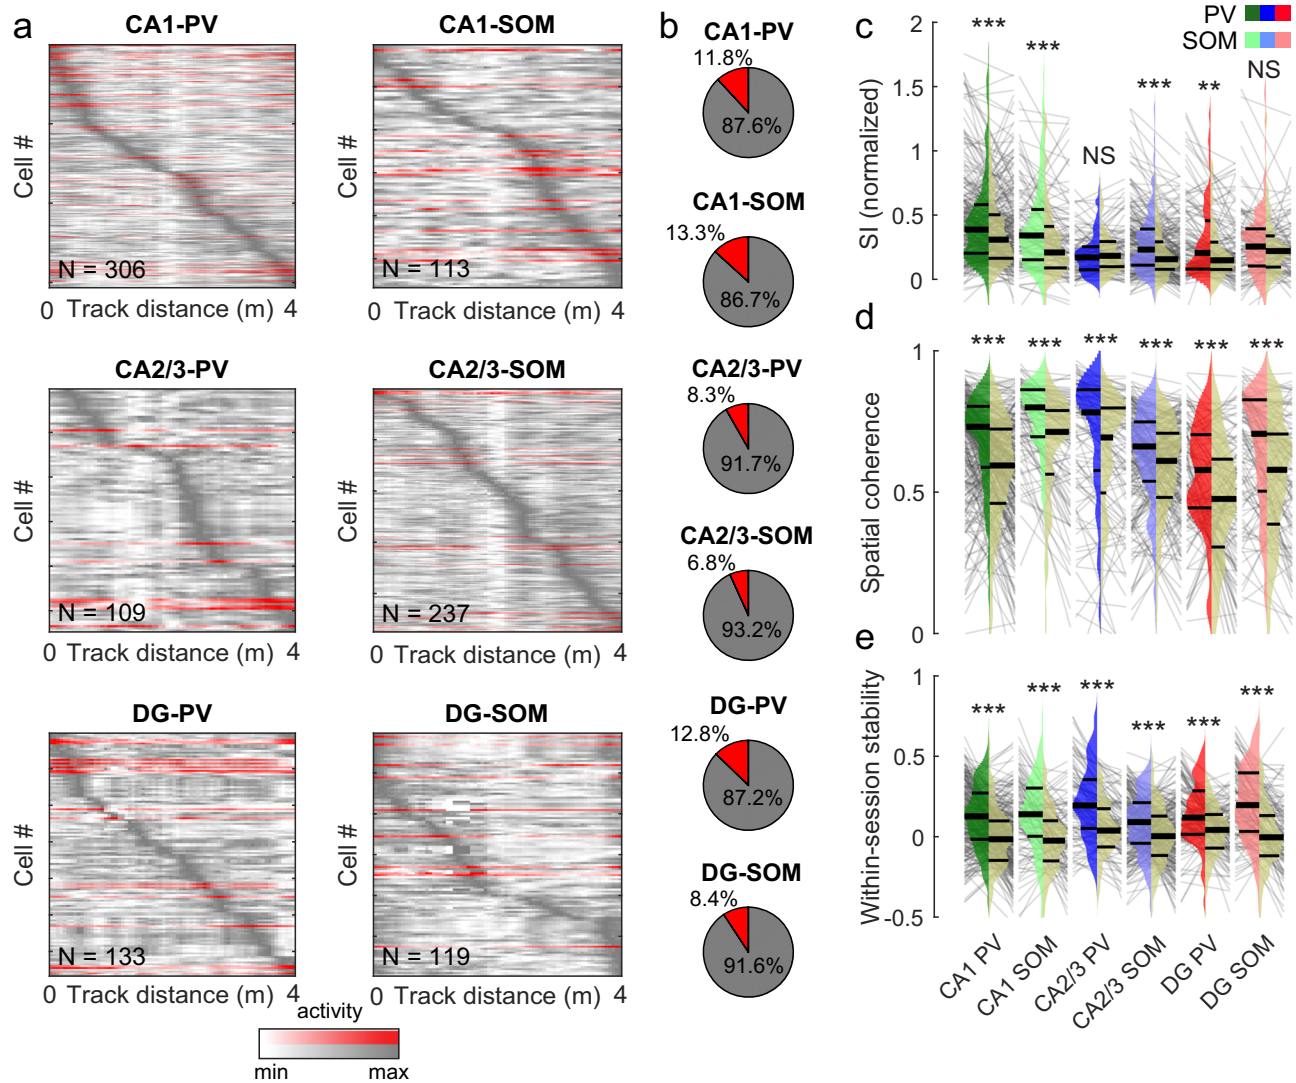 a
CA1-PV
Cell #
N = 306
0 Track distance (m) 4
CA1-SOM
Cell #
N = 113
0 Track distance (m) 4
CA2/3-PV
Cell #
N = 109
0 Track distance (m) 4
CA2/3-SOM
Cell #
N = 237
0 Track distance (m) 4
DG-PV
Cell #
N = 133
0 Track distance (m) 4
DG-SOM
Cell #
N = 119
0 Track distance (m) 4
activity
min max
b
CA1-PV
11.8%
87.6%
CA1-SOM
13.3%
86.7%
CA2/3-PV
8.3%
91.7%
CA2/3-SOM
6.8%
93.2%
DG-PV
12.8%
87.2%
DG-SOM
8.4%
91.6%
c
PV
SOM
SI (normalized)
2
1.5
1
0.5
0
***
***
NS
***
**
NS
d
Spatial coherence
1
0.5
0
***
***
***
***
***
***
e
Within-session stability
1
0.5
0
-0.5
***
***
***
***
***
***
CA1 PV
CA1 SOM
CA2/3 PV
CA2/3 SOM
DG PV
DG SOM